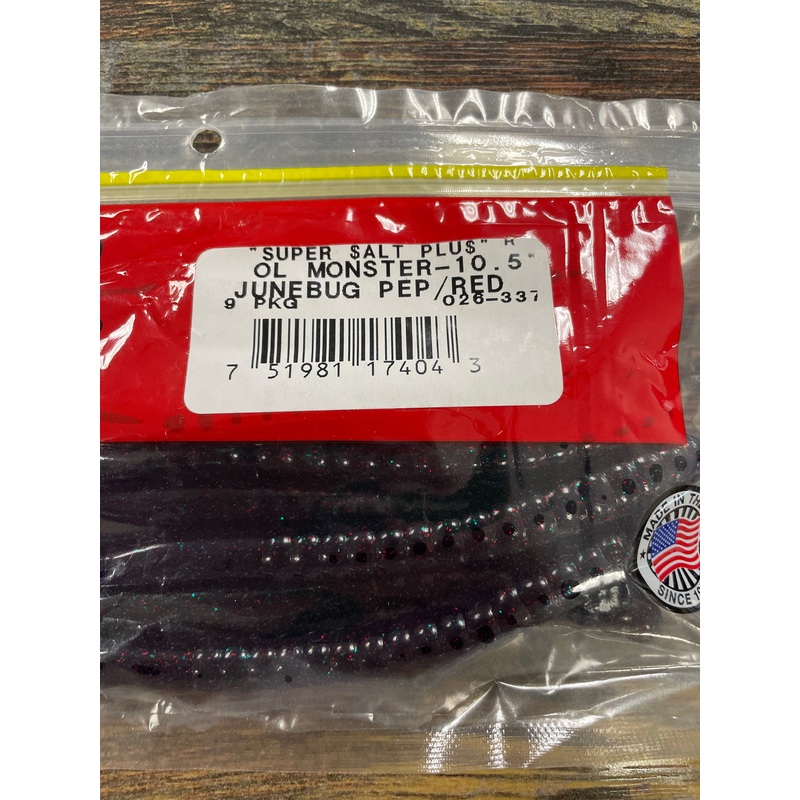 "SUPER $ALT PLU$" R
OL MONSTER-10.5"
JUNEBUG PEP/RED
9 PKG 026-337
7 51981 17404 3
MADE IN THE
SINCE 19